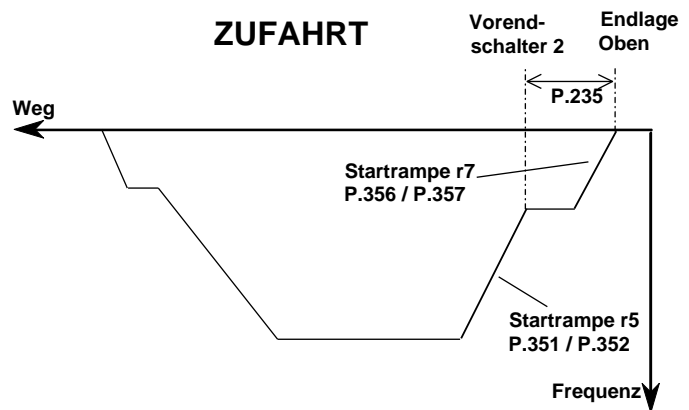 ZUFAHRT
Vorend-
schalter 2
Endlage
Oben
P.235
Weg
Startrampe r7
P.356 / P.357
Startrampe r5
P.351 / P.352
Frequenz